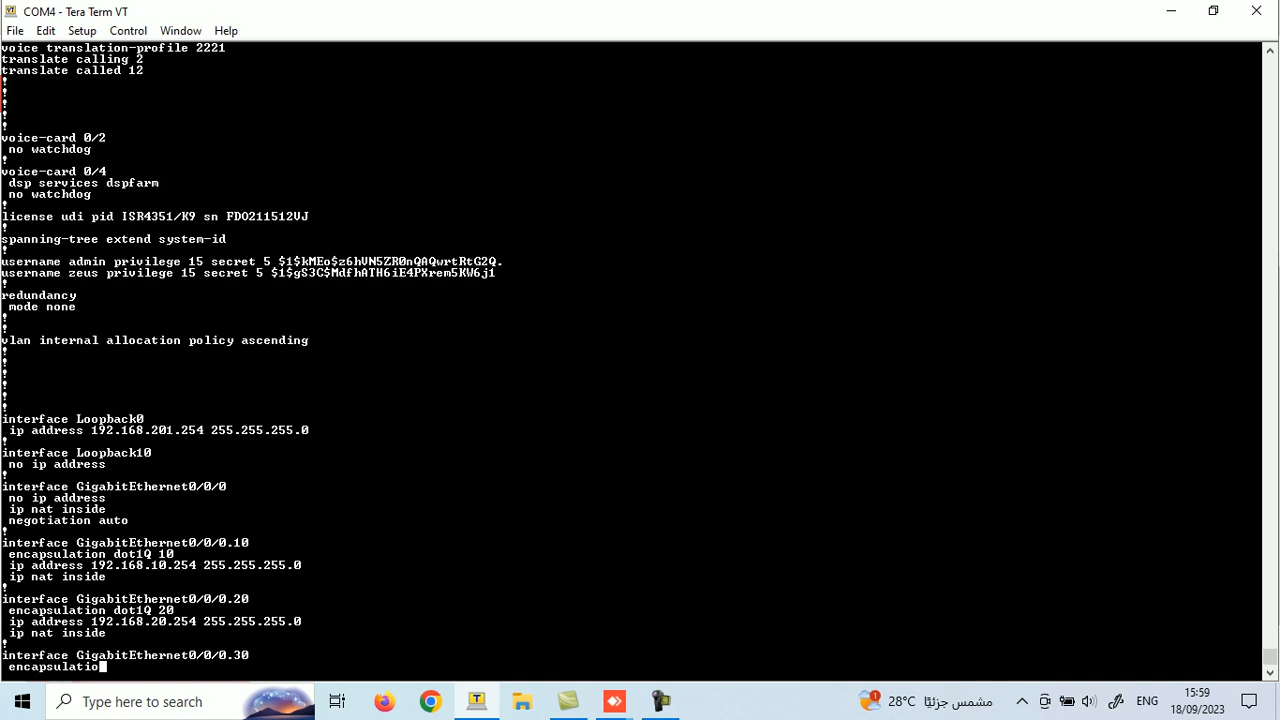 COM4 - Tera Term VT
File Edit Setup Control Window Help
voice translation-profile 2221
translate calling 2
translate called 12
!
!
!
!
!
voice-card 0/2
no watchdog
!
voice-card 0/4
dsp services dspfarm
no watchdog
!
license udi pid ISR4351/K9 sn FDO211512VJ
!
spanning-tree extend system-id
!
username admin privilege 15 secret 5 $1$kMEo$z6hVN5ZR0nQAQwrtRtG2Q.
username zeus privilege 15 secret 5 $1$gS3C$MdfhATH6iE4PXrem5KW6j1
!
redundancy
mode none
!
!
vlan internal allocation policy ascending
!
!
!
!
!
!
interface Loopback0
ip address 192.168.201.254 255.255.255.0
!
interface Loopback10
no ip address
!
interface GigabitEthernet0/0/0
no ip address
ip nat inside
negotiation auto
!
interface GigabitEthernet0/0/0.10
encapsulation dot1Q 10
ip address 192.168.10.254 255.255.255.0
ip nat inside
!
interface GigabitEthernet0/0/0.20
encapsulation dot1Q 20
ip address 192.168.20.254 255.255.255.0
ip nat inside
!
interface GigabitEthernet0/0/0.30
encapsulatio
Type here to search
1
28°C مشمس جزئيًا
ENG
15:59
18/09/2023